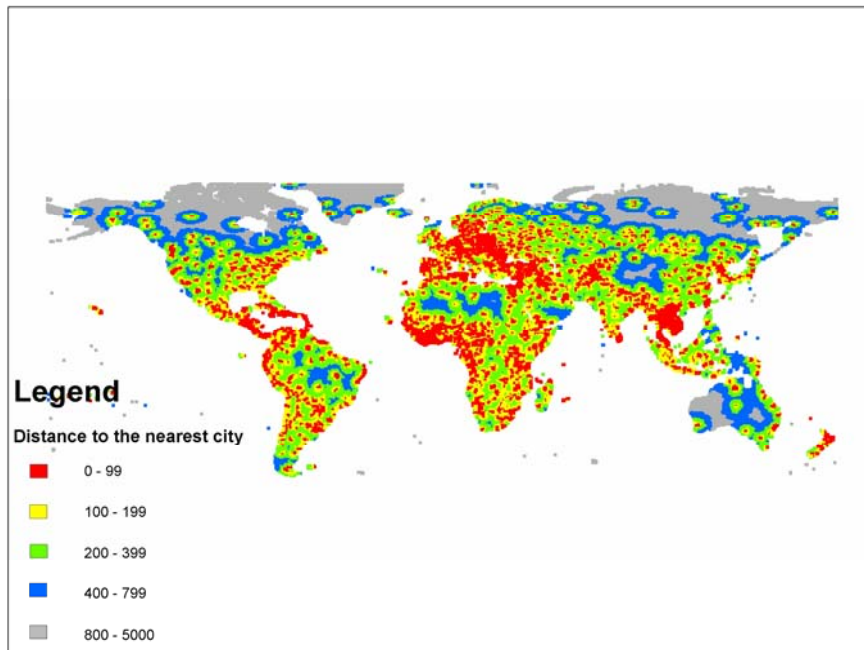 Legend
Distance to the nearest city
0 - 99
100 - 199
200 - 399
400 - 799
800 - 5000